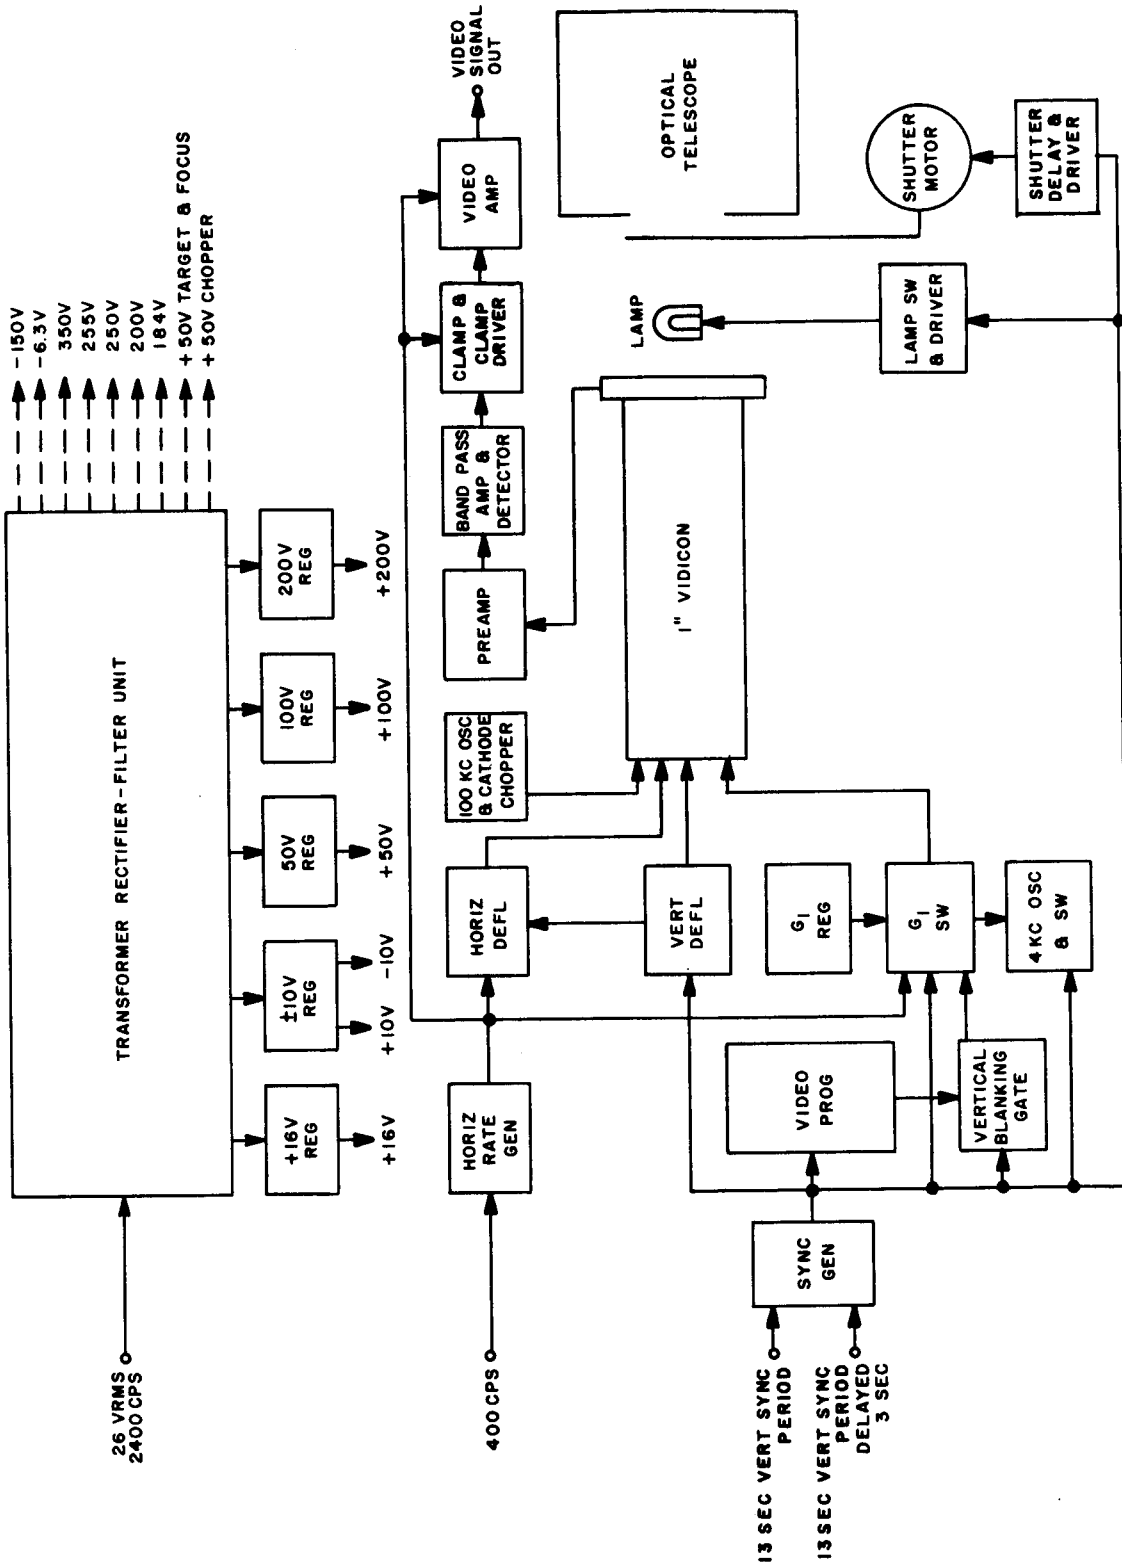 26 VRMS
2400 CPS
TRANSFORMER RECTIFIER-FILTER UNIT
-150V
-6.3V
350V
255V
250V
200V
184V
+50V TARGET & FOCUS
+50V CHOPPER
+16V
REG
±10V
REG
50V
REG
100V
REG
200V
REG
+16V
+10V
-10V
+50V
+100V
+200V
400 CPS
HORIZ
RATE
GEN
HORIZ
DEFL
100 KC OSC
& CATHODE
CHOPPER
PREAMP
BAND PASS
AMP &
DETECTOR
CLAMP &
CLAMP
DRIVER
VIDEO
AMP
VIDEO
SIGNAL
OUT
VERT
DEFL
1" VIDICON
LAMP
OPTICAL
TELESCOPE
13 SEC VERT SYNC
PERIOD
13 SEC VERT SYNC
PERIOD
DELAYED
3 SEC
SYNC
GEN
VIDEO
PROG
G1
REG
G1
SW
VERTICAL
BLANKING
GATE
4KC OSC
& SW
LAMP SW
& DRIVER
SHUTTER
MOTOR
SHUTTER
DELAY &
DRIVER